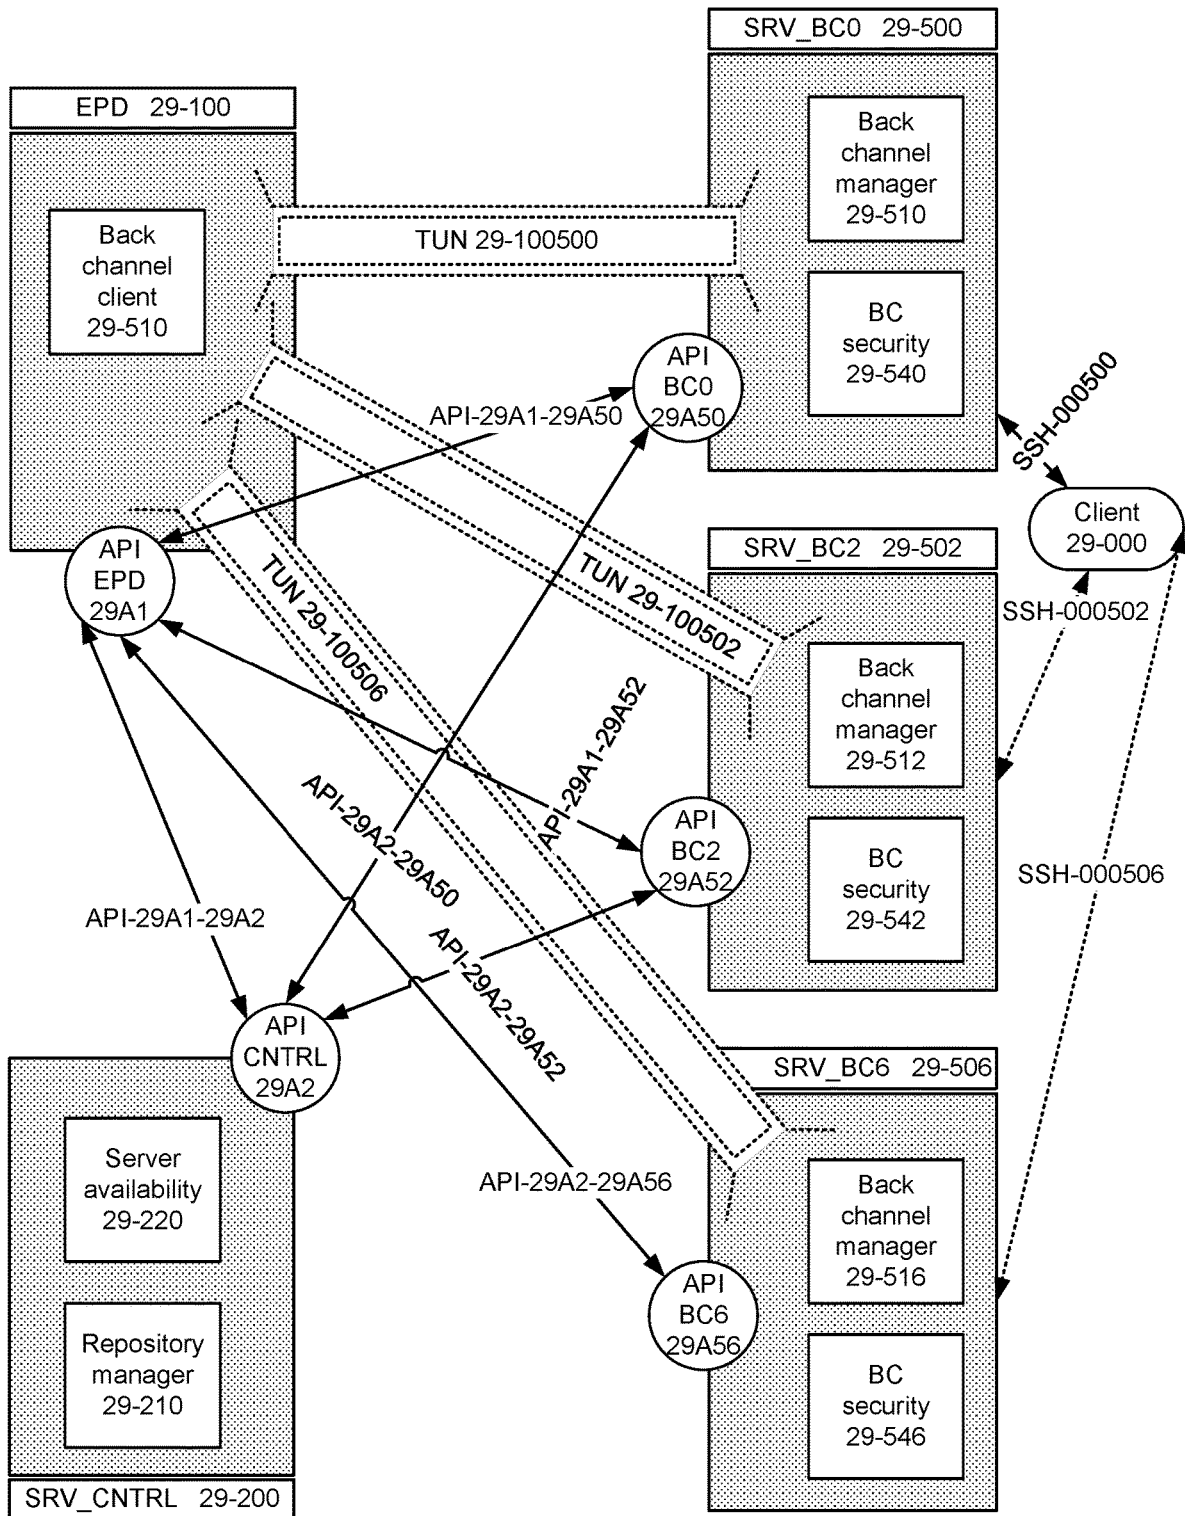 SRV_BC0 29-500
Back
channel
manager
29-510
BC
security
29-540
EPD 29-100
Back
channel
client
29-510
TUN 29-100500
API
BC0
29A50
API-29A1-29A50
SSH-000500
Client
29-000
API
EPD
29A1
TUN 29-100506
TUN 29-100502
SRV_BC2 29-502
SSH-000502
Back
channel
manager
29-512
BC
security
29-542
API-29A1-29A52
API
BC2
29A52
API-29A2-29A50
SSH-000506
API-29A1-29A2
API-29A2-29A52
API
CNTRL
29A2
SRV_BC6 29-506
Server
availability
29-220
API-29A2-29A56
Back
channel
manager
29-516
API
BC6
29A56
Repository
manager
29-210
BC
security
29-546
SRV_CNTRL 29-200